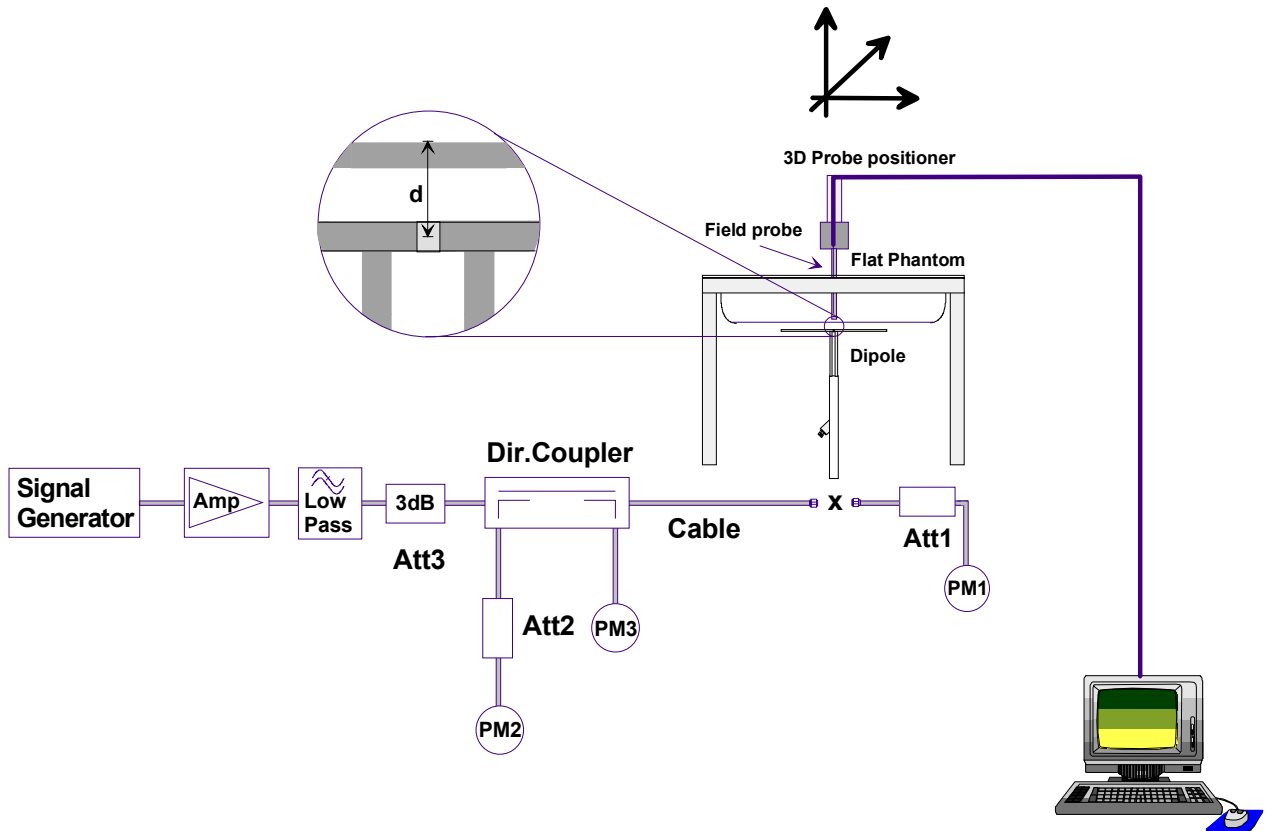 3D Probe positioner
d
Field probe
Flat Phantom
Dipole
Dir.Coupler
Signal
Generator
Amp
Low
Pass
3dB
Att3
Cable
x
Att1
PM1
Att2
PM3
PM2